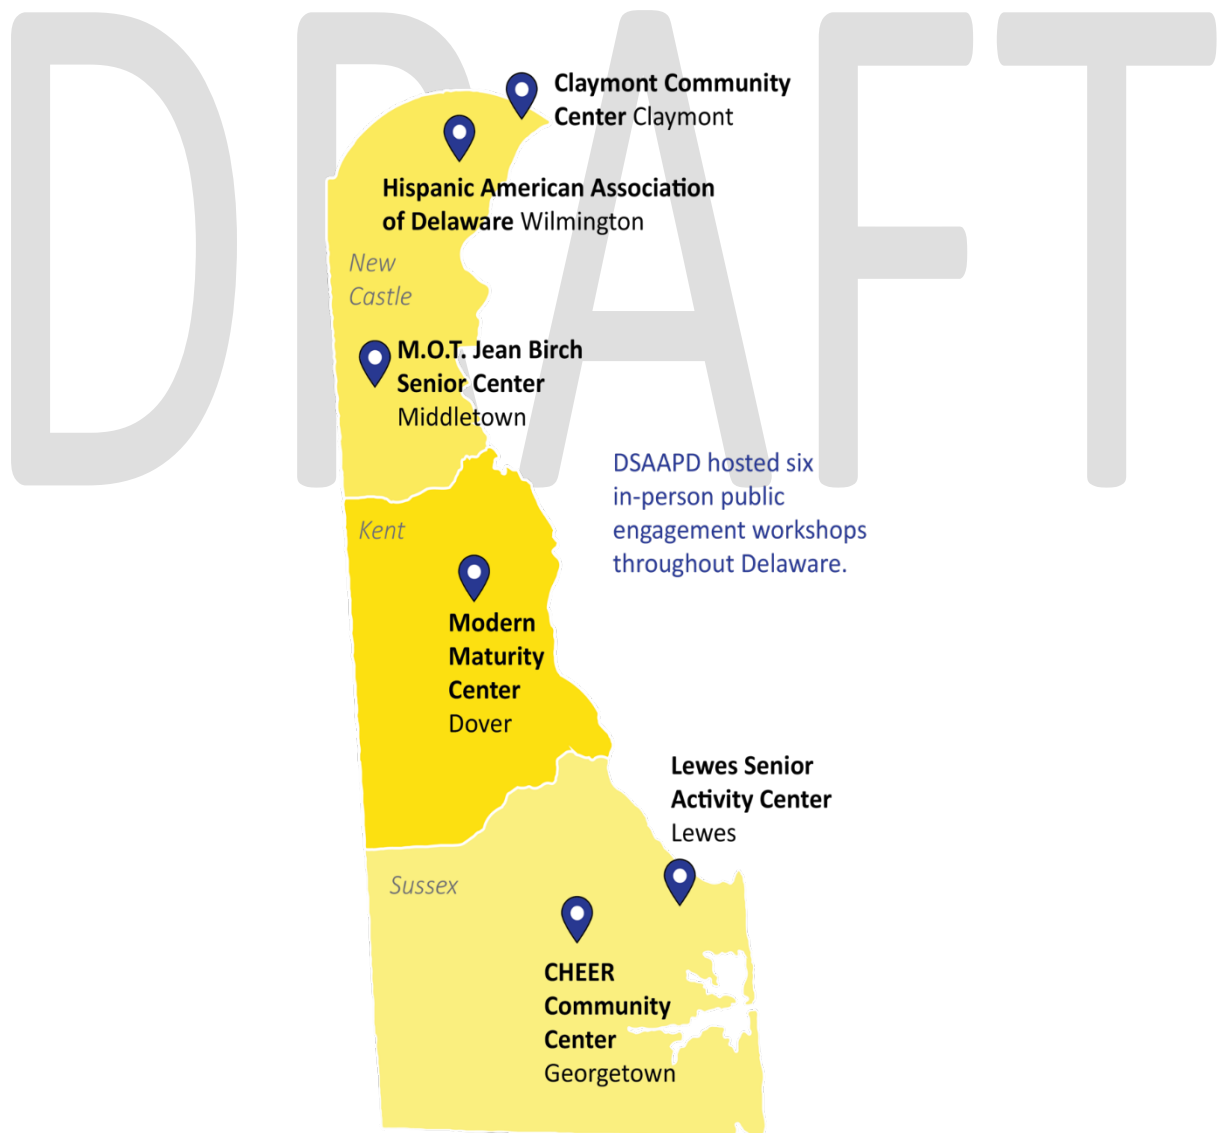 DRAFT
Claymont Community
Center Claymont
Hispanic American Association
of Delaware Wilmington
New
Castle
M.O.T. Jean Birch
Senior Center
Middletown
DSAAPD hosted six
in-person public
engagement workshops
throughout Delaware.
Kent
Modern
Maturity
Center
Dover
Lewes Senior
Activity Center
Lewes
Sussex
CHEER
Community
Center
Georgetown